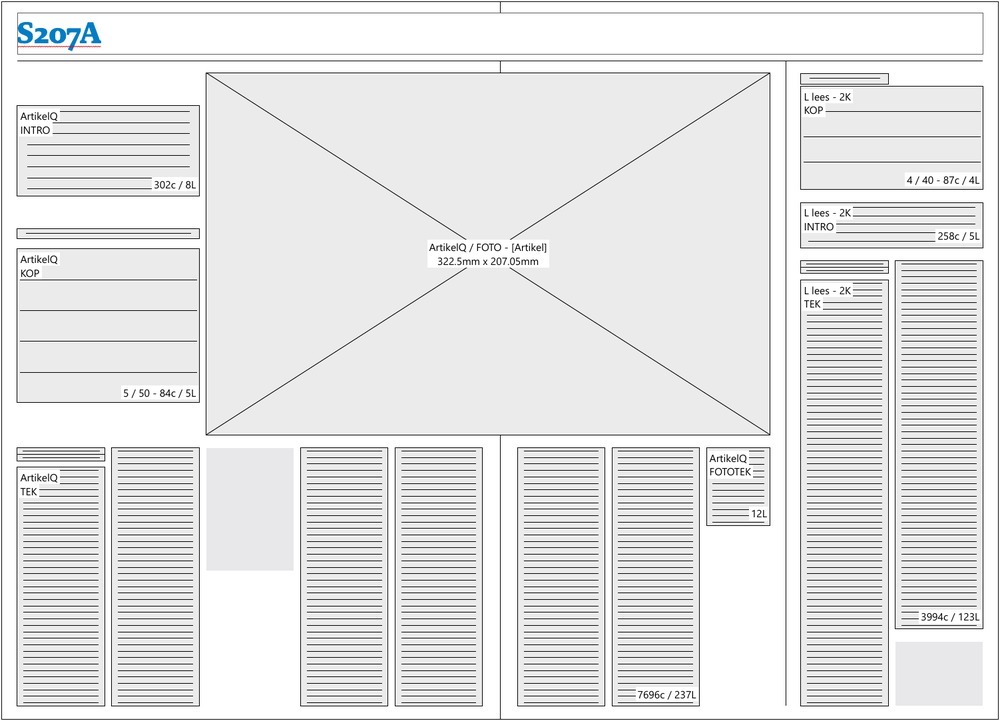 S207A
ArtikelQ
INTRO
302c / 8L
ArtikelQ
KOP
5 / 50 - 84c / 5L
ArtikelQ / FOTO - [Artikel]
322.5mm x 207.05mm
ArtikelQ
TEK
7696c / 237L
ArtikelQ
FOTOTEK
12L
L lees - 2K
KOP
4 / 40 - 87c / 4L
L lees - 2K
INTRO
258c / 5L
L lees - 2K
TEK
3994c / 123L